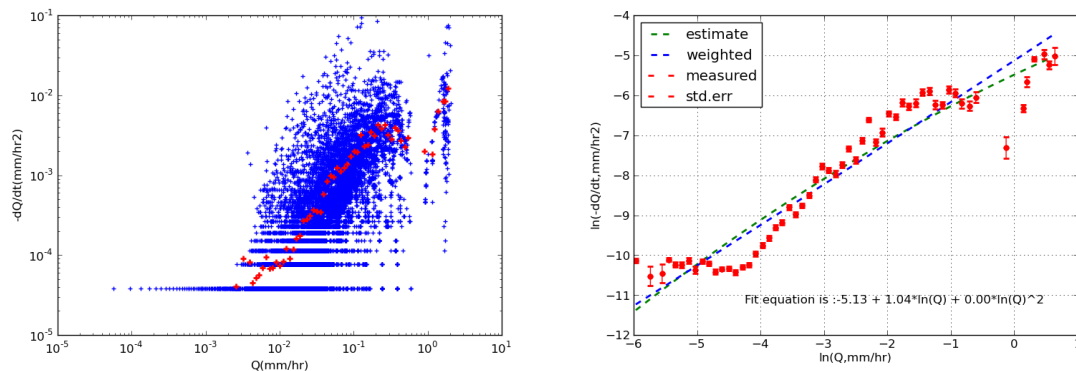 10^-1
10^-2
10^-3
10^-4
10^-5
-dQ/dt(mm/hr2)
10^-5 10^-4 10^-3 10^-2 10^-1 10^0 10^1
Q(mm/hr)
−4
−5
−6
−7
−8
−9
−10
−11
−12
ln(-dQ/dt,mm/hr2)
estimate
weighted
measured
std.err
Fit equation is :-5.13 + 1.04*ln(Q) + 0.00*ln(Q)^2
−6 −5 −4 −3 −2 −1 0 1
ln(Q,mm/hr)